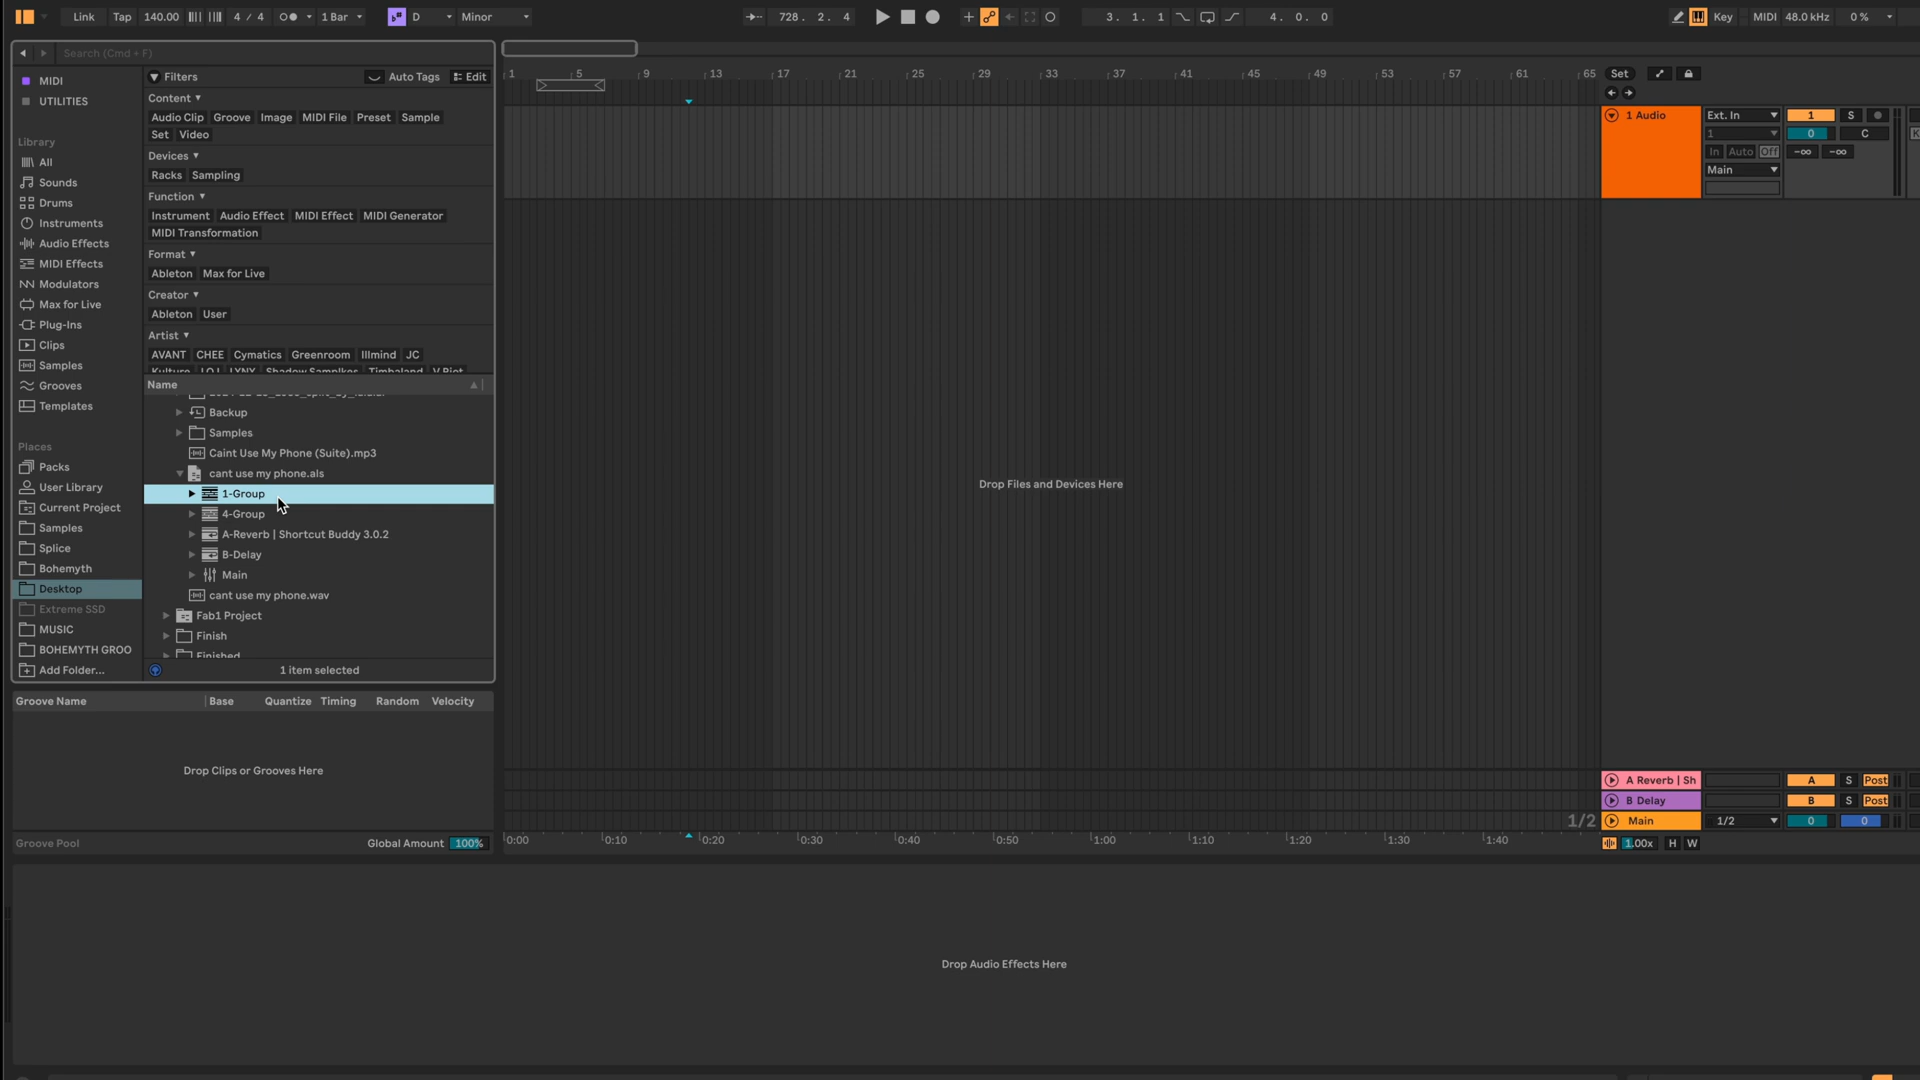 Link Tap 140.00 4 / 4 1 Bar D Minor 728. 2. 4 3. 1. 1 4. 0. 0 Key MIDI 48.0 kHz 0 %
Search (Cmd + F)
MIDI
UTILITIES
Library
All
Sounds
Drums
Instruments
Audio Effects
MIDI Effects
Modulators
Max for Live
Plug-Ins
Clips
Samples
Grooves
Templates
Places
Packs
User Library
Current Project
Samples
Splice
Bohemyth
Desktop
Extreme SSD
MUSIC
BOHEMYTH GROO
Add Folder...
Filters Auto Tags Edit
Content
Audio Clip Groove Image MIDI File Preset Sample
Set Video
Devices
Racks Sampling
Function
Instrument Audio Effect MIDI Effect MIDI Generator
MIDI Transformation
Format
Ableton Max for Live
Creator
Ableton User
Artist
AVANT CHEE Cymatics Greenroom Illmind JC
Kulture LYNX Shadow Samplkes Timbaland
Name
Backup
Samples
Caint Use My Phone (Suite).mp3
cant use my phone.als
1-Group
4-Group
A-Reverb | Shortcut Buddy 3.0.2
B-Delay
Main
cant use my phone.wav
Fab1 Project
Finish
Finished
1 item selected
Groove Name Base Quantize Timing Random Velocity
Drop Clips or Grooves Here
Groove Pool Global Amount 100%
1 5 9 13 17 21 25 29 33 37 41 45 49 53 57 61 65
Set
Drop Files and Devices Here
1 Audio Ext. In 1 S
1 0 C
In Auto Off -∞ -∞
Main
A Reverb | Sh A S Post
B Delay B S Post
1/2 Main 1/2 0 0
0:00 0:10 0:20 0:30 0:40 0:50 1:00 1:10 1:20 1:30 1:40
1.00x H W
Drop Audio Effects Here